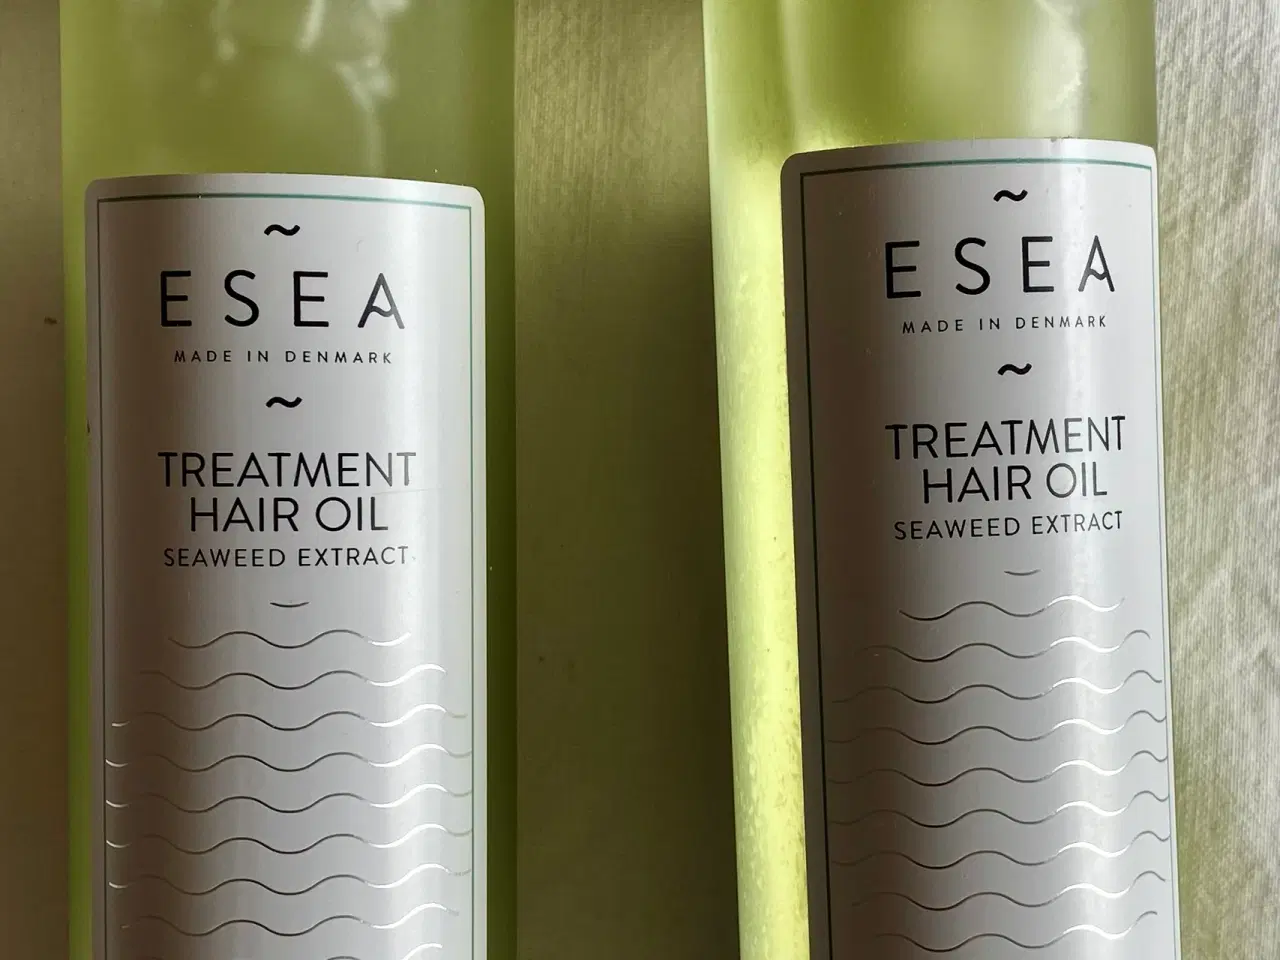 ~
ESEA
MADE IN DENMARK
~
TREATMENT
HAIR OIL
SEAWEED EXTRACT
~
ESEA
MADE IN DENMARK
~
TREATMENT
HAIR OIL
SEAWEED EXTRACT